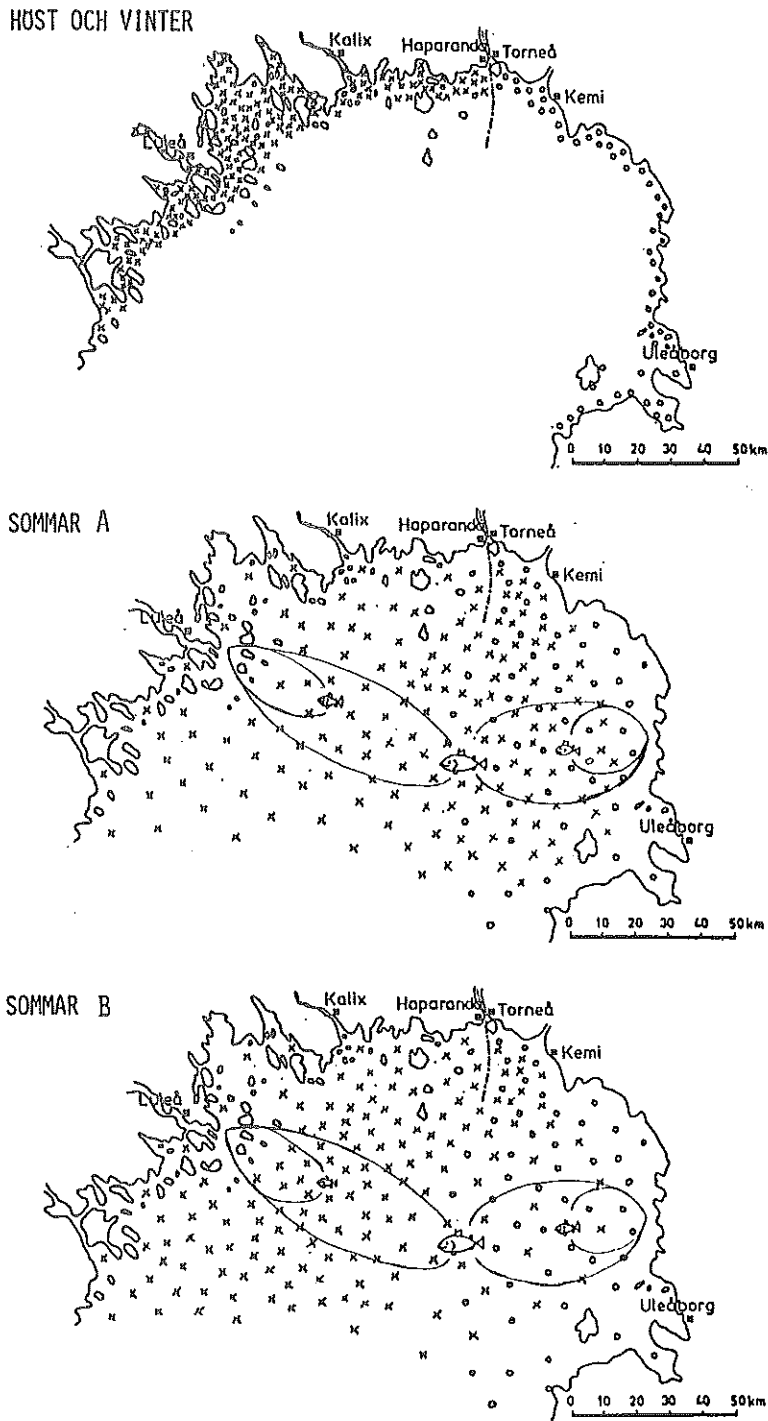 HÖST OCH VINTER
Kalix
Haparanda Torneå
Kemi
Luleå
Uleåborg
0 10 20 30 40 50km
SOMMAR A
Kalix
Haparanda Torneå
Kemi
Luleå
Uleåborg
0 10 20 30 40 50km
SOMMAR B
Kalix
Haparanda Torneå
Kemi
Luleå
Uleåborg
0 10 20 30 40 50km